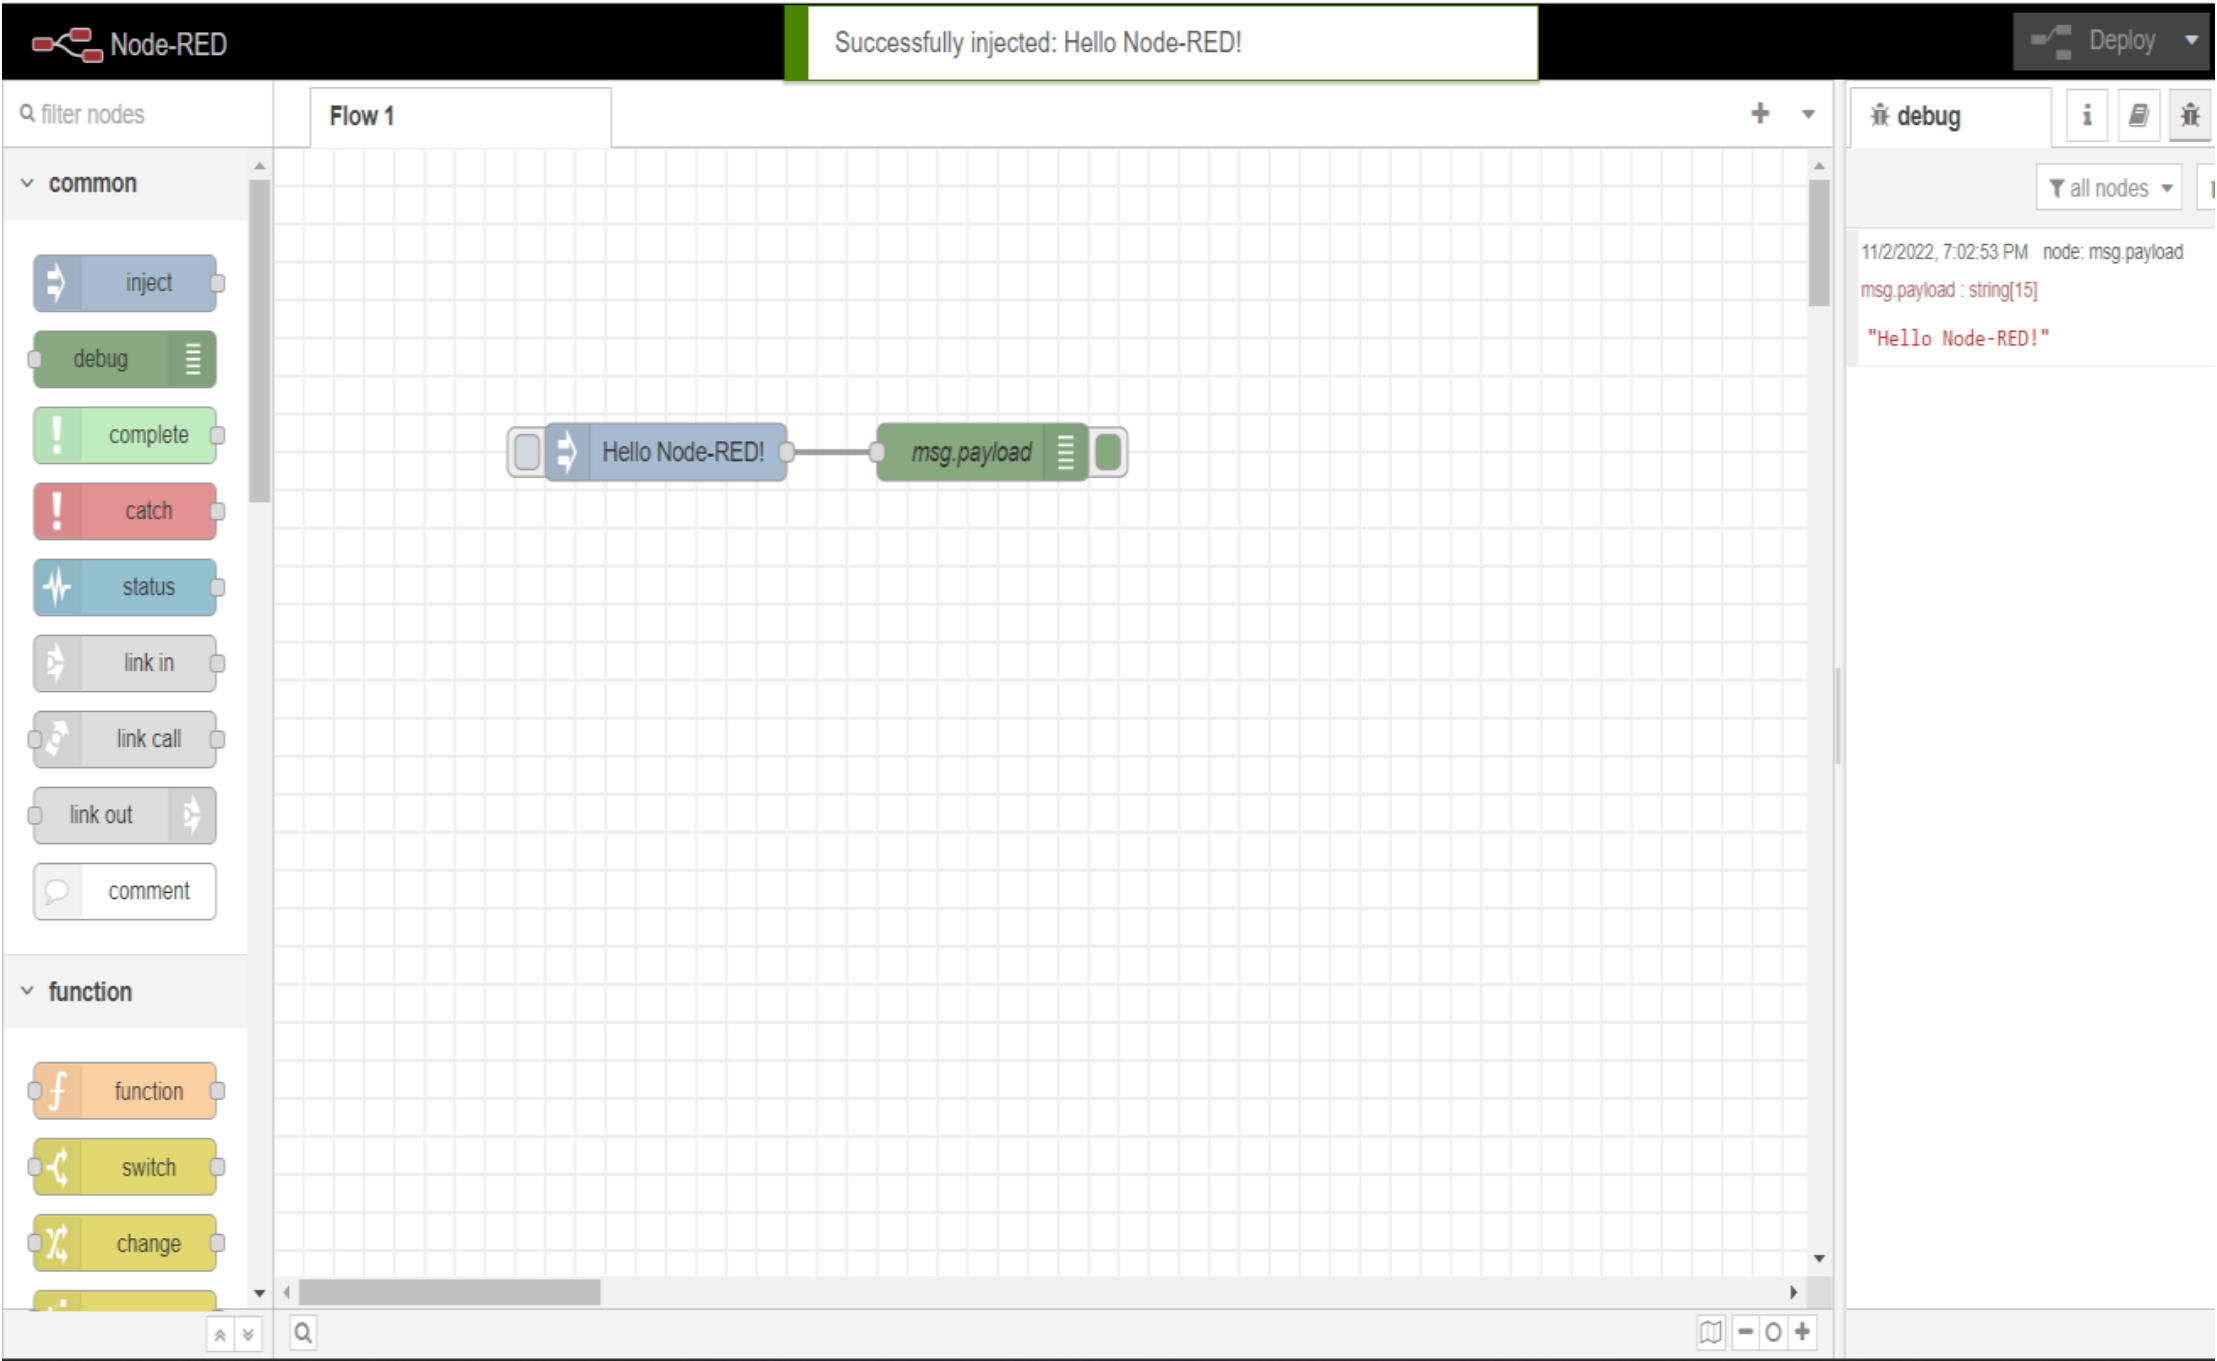 Node-RED
Successfully injected: Hello Node-RED!
Deploy
filter nodes
Flow 1
debug
common
all nodes
inject
debug
complete
catch
status
link in
link call
link out
comment
function
function
switch
change
Hello Node-RED!
msg.payload
11/2/2022, 7:02:53 PM node: msg.payload
msg.payload : string[15]
"Hello Node-RED!"